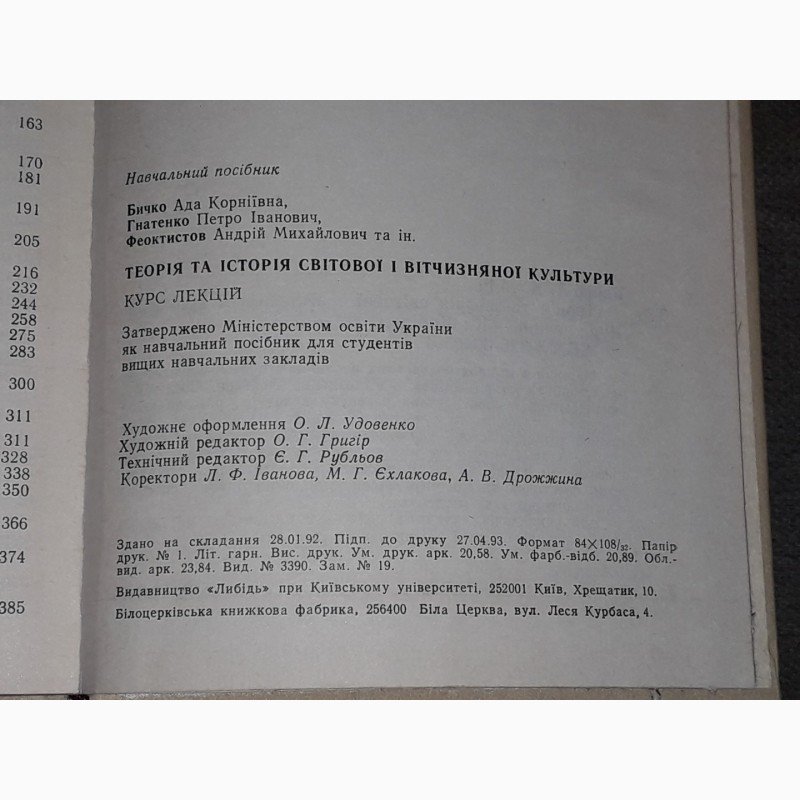 163
170
181
191
205
216
232
244
258
275
283
300
311
311
328
338
350
366
374
385
Навчальний посібник
Бичко Ада Корніївна,
Гнатенко Петро Іванович,
Феоктистов Андрій Михайлович та ін.
ТЕОРІЯ ТА ІСТОРІЯ СВІТОВОЇ І ВІТЧИЗНЯНОЇ КУЛЬТУРИ
КУРС ЛЕКЦІЙ
Затверджено Міністерством освіти України
як навчальний посібник для студентів
вищих навчальних закладів
Художнє оформлення О. Л. Удовенко
Художній редактор О. Г. Григір
Технічний редактор Є. Г. Рубльов
Коректори Л. Ф. Іванова, М. Г. Єхлакова, А. В. Дрожжина
Здано на складання 28.01.92. Підп. до друку 27.04.93. Формат 84×108/32. Папір
друк. № 1. Літ. гарн. Вис. друк. Ум. друк. арк. 20,58. Ум. фарб.-відб. 20,89. Обл.-
вид. арк. 23,84. Вид. № 3390. Зам. № 19.
Видавництво «Либідь» при Київському університеті, 252001 Київ, Хрещатик, 10.
Білоцерківська книжкова фабрика, 256400 Біла Церква, вул. Леся Курбаса, 4.